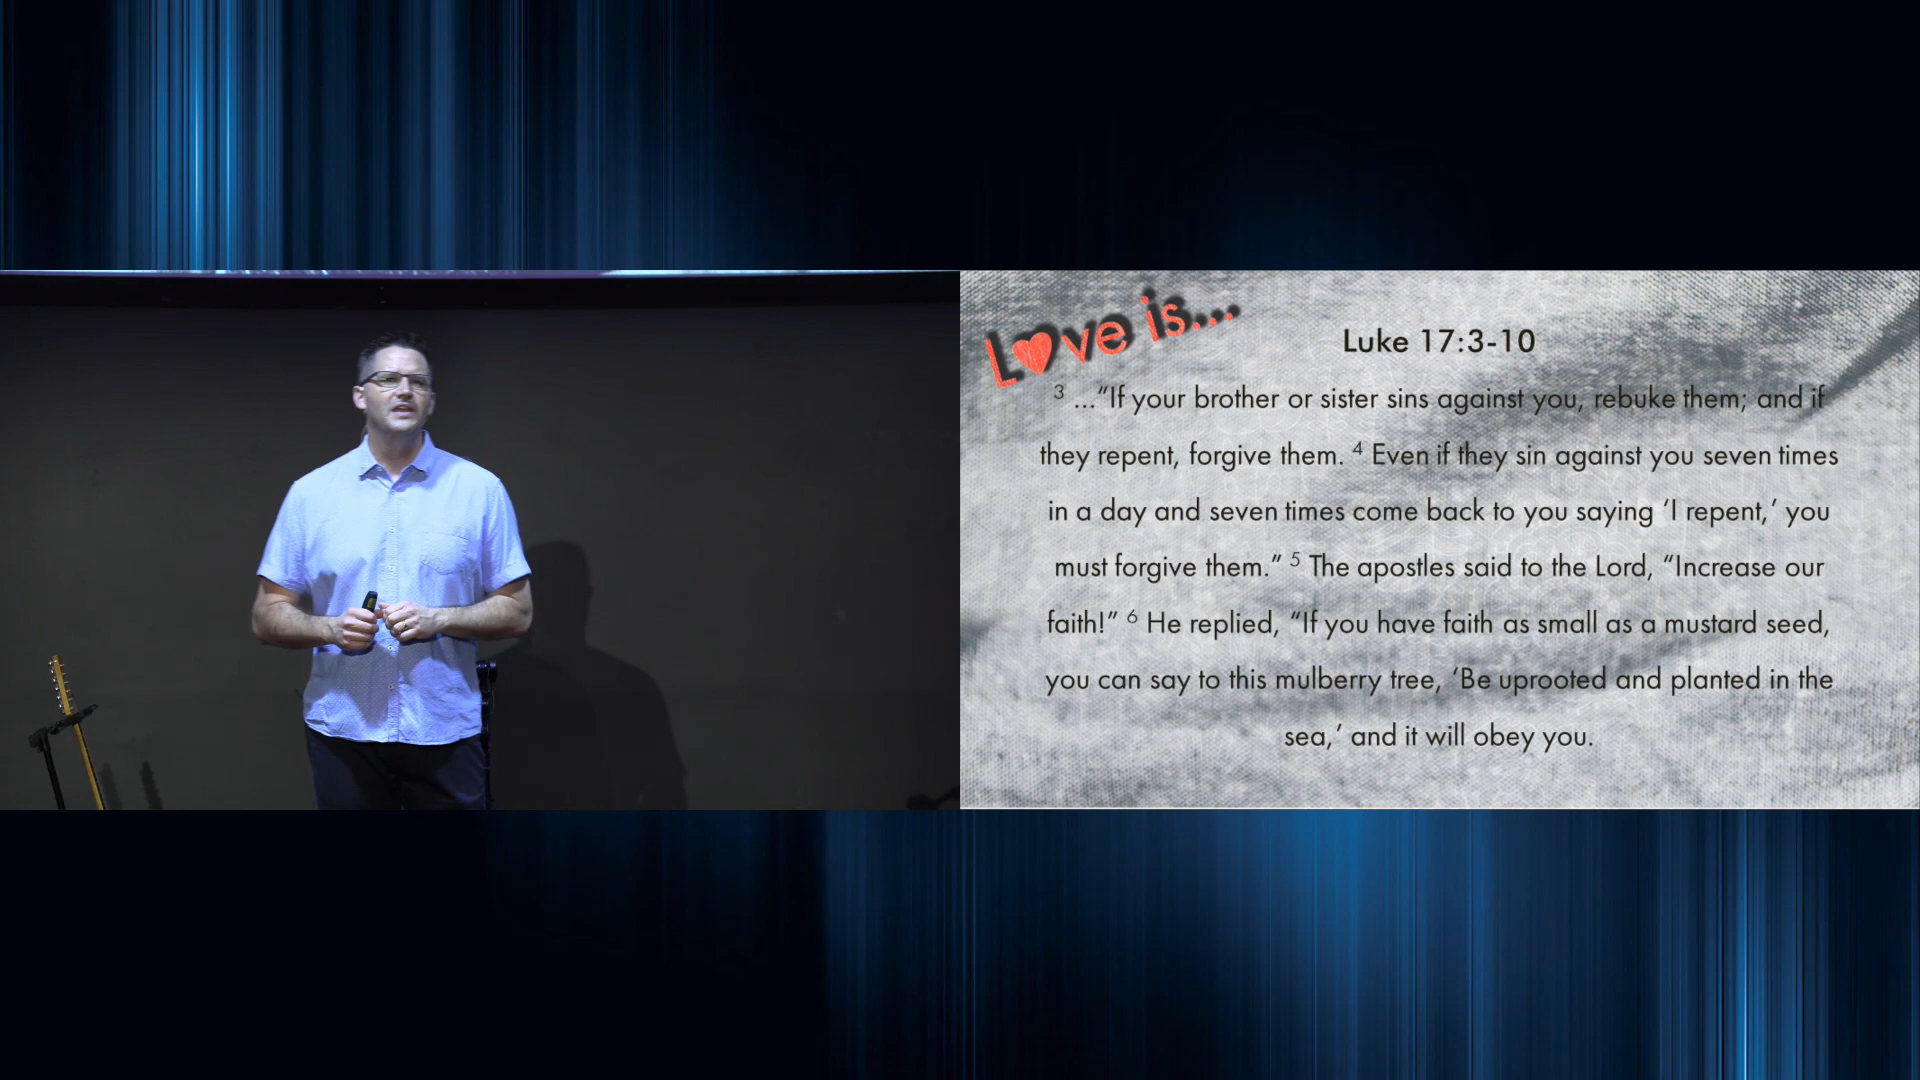 Love is...
Luke 17:3-10
3 ...“If your brother or sister sins against you, rebuke them; and if
they repent, forgive them. 4 Even if they sin against you seven times
in a day and seven times come back to you saying ‘I repent,’ you
must forgive them.” 5 The apostles said to the Lord, “Increase our
faith!” 6 He replied, “If you have faith as small as a mustard seed,
you can say to this mulberry tree, ‘Be uprooted and planted in the
sea,’ and it will obey you.